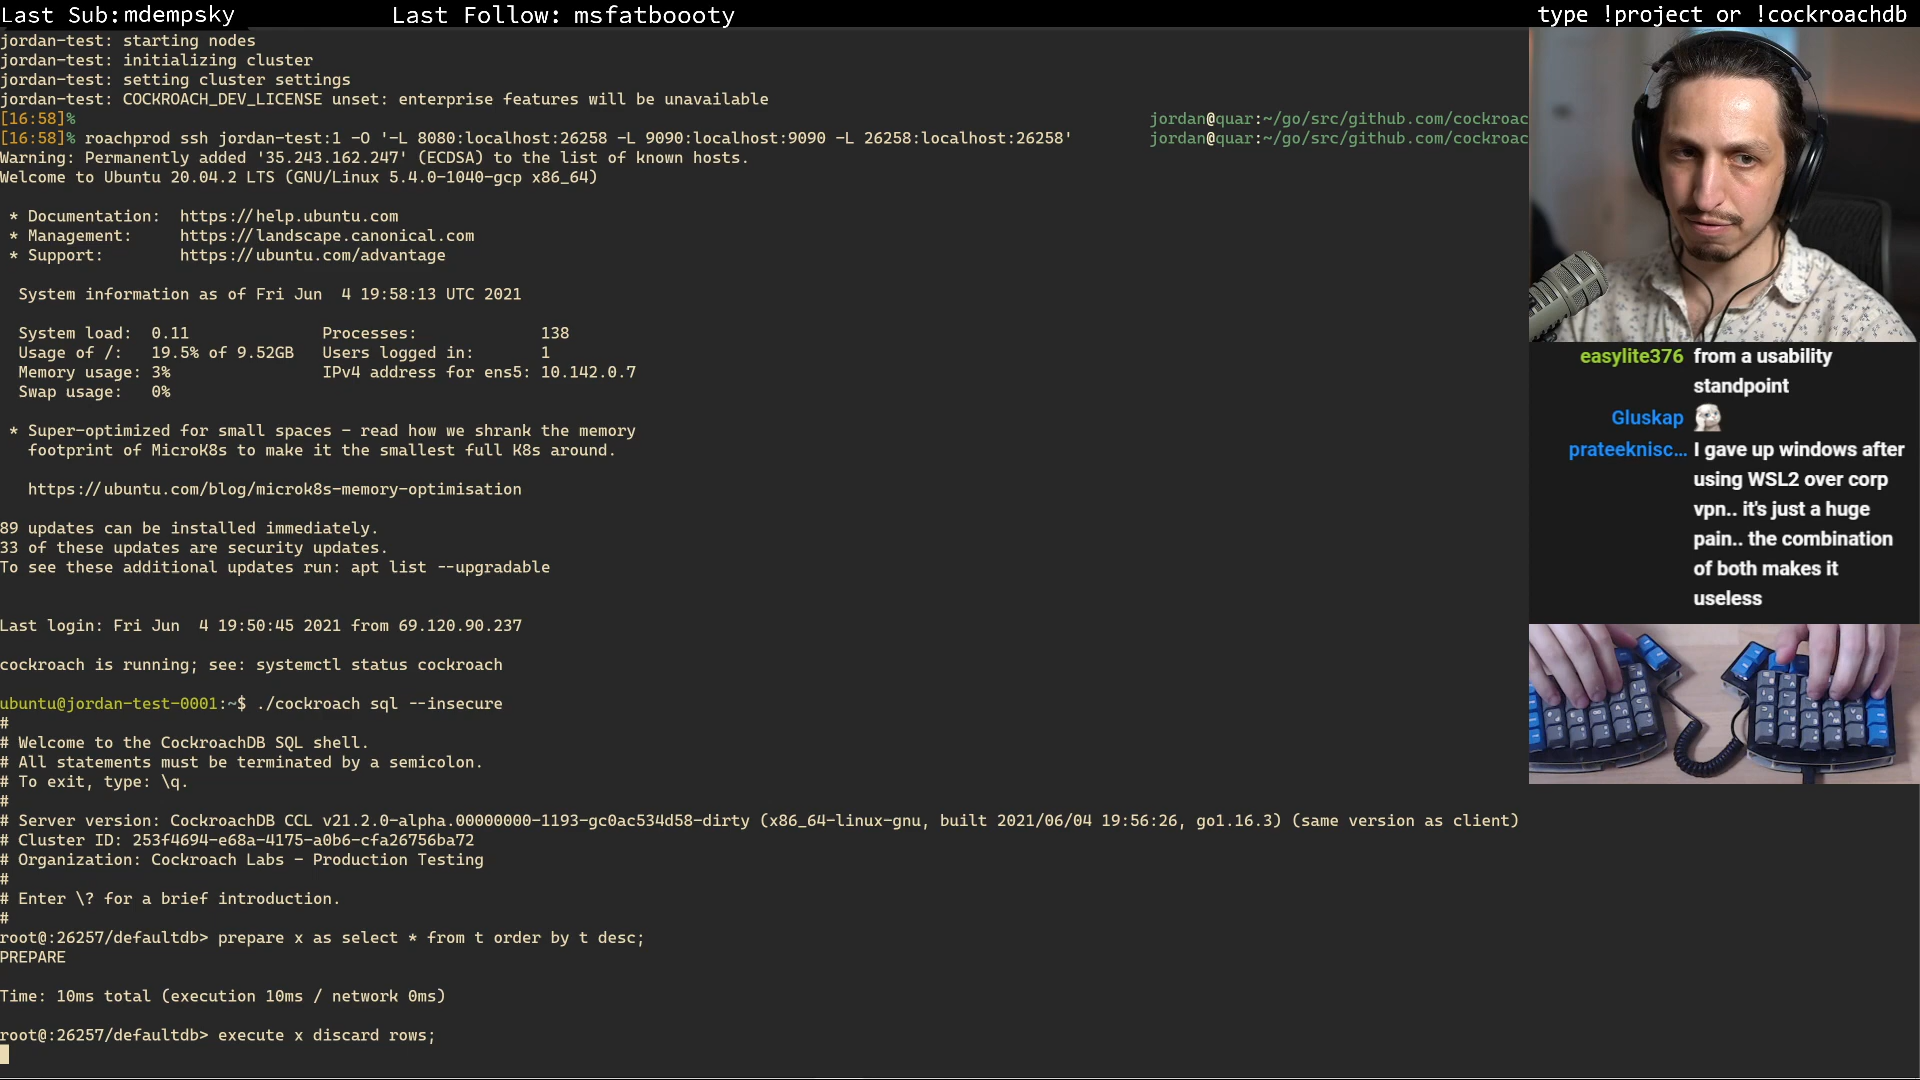 Last Sub:mdempsky
Last Follow: msfatboooty
type !project or !cockroachdb
jordan-test: starting nodes
jordan-test: initializing cluster
jordan-test: setting cluster settings
jordan-test: COCKROACH_DEV_LICENSE unset: enterprise features will be unavailable
[16:58]% jordan@quar:~/go/src/github.com/cockroac
[16:58]% roachprod ssh jordan-test:1 -O '-L 8080:localhost:26258 -L 9090:localhost:9090 -L 26258:localhost:26258' jordan@quar:~/go/src/github.com/cockroac
Warning: Permanently added '35.243.162.247' (ECDSA) to the list of known hosts.
Welcome to Ubuntu 20.04.2 LTS (GNU/Linux 5.4.0-1040-gcp x86_64)
* Documentation: https://help.ubuntu.com
* Management: https://landscape.canonical.com
* Support: https://ubuntu.com/advantage
System information as of Fri Jun 4 19:58:13 UTC 2021
System load: 0.11 Processes: 138
Usage of /: 19.5% of 9.52GB Users logged in: 1
Memory usage: 3% IPv4 address for ens5: 10.142.0.7
Swap usage: 0%
* Super-optimized for small spaces - read how we shrank the memory
footprint of MicroK8s to make it the smallest full K8s around.
https://ubuntu.com/blog/microk8s-memory-optimisation
89 updates can be installed immediately.
33 of these updates are security updates.
To see these additional updates run: apt list --upgradable
Last login: Fri Jun 4 19:50:45 2021 from 69.120.90.237
cockroach is running; see: systemctl status cockroach
ubuntu@jordan-test-0001:~$ ./cockroach sql --insecure
#
# Welcome to the CockroachDB SQL shell.
# All statements must be terminated by a semicolon.
# To exit, type: \q.
#
# Server version: CockroachDB CCL v21.2.0-alpha.00000000-1193-gc0ac534d58-dirty (x86_64-linux-gnu, built 2021/06/04 19:56:26, go1.16.3) (same version as client)
# Cluster ID: 253f4694-e68a-4175-a0b6-cfa26756ba72
# Organization: Cockroach Labs - Production Testing
#
# Enter \? for a brief introduction.
#
root@:26257/defaultdb> prepare x as select * from t order by t desc;
PREPARE
Time: 10ms total (execution 10ms / network 0ms)
root@:26257/defaultdb> execute x discard rows;
easylite376 from a usability
standpoint
Gluskap
prateeknisc... I gave up windows after
using WSL2 over corp
vpn.. it's just a huge
pain.. the combination
of both makes it
useless